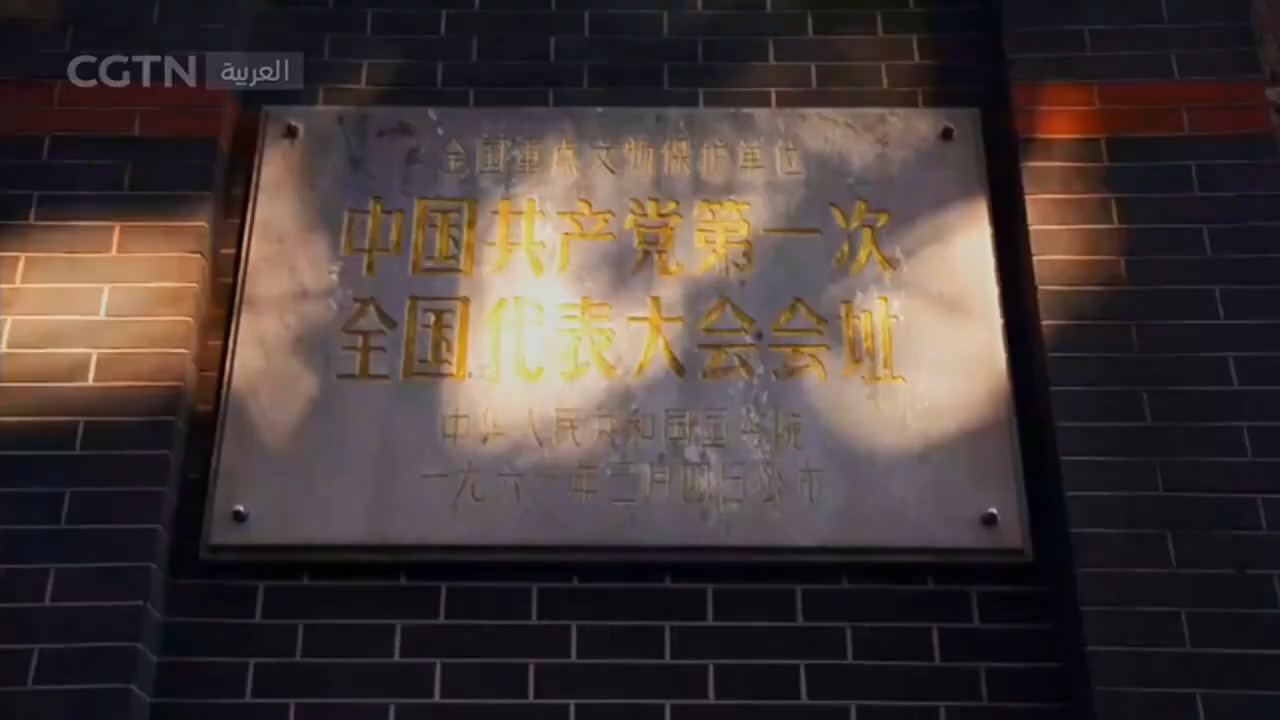 CGTN العربية
全国重点文物保护单位
中国共产党第一次
全国代表大会会址
中华人民共和国国务院
一九六一年三月四日公布